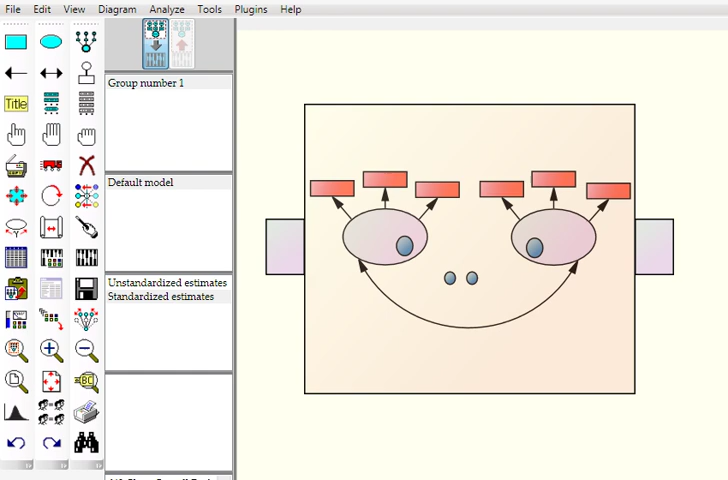 File Edit View Diagram Analyze Tools Plugins Help
Title
Group number 1
Default model
Unstandardized estimates
Standardized estimates